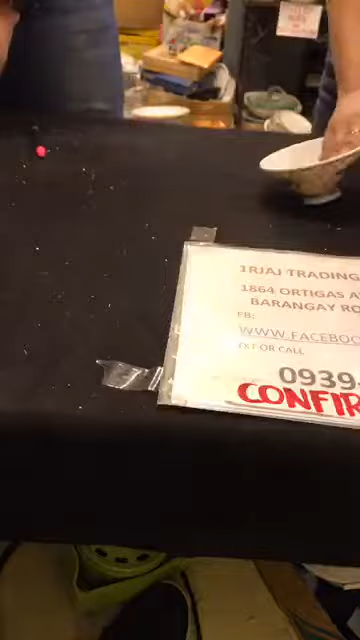 1RJAJ TRADING
1864 ORTIGAS A
BARANGAY RO
FB:
WWW.FACEBOO
TXT OR CALL
0939-
CONFIR